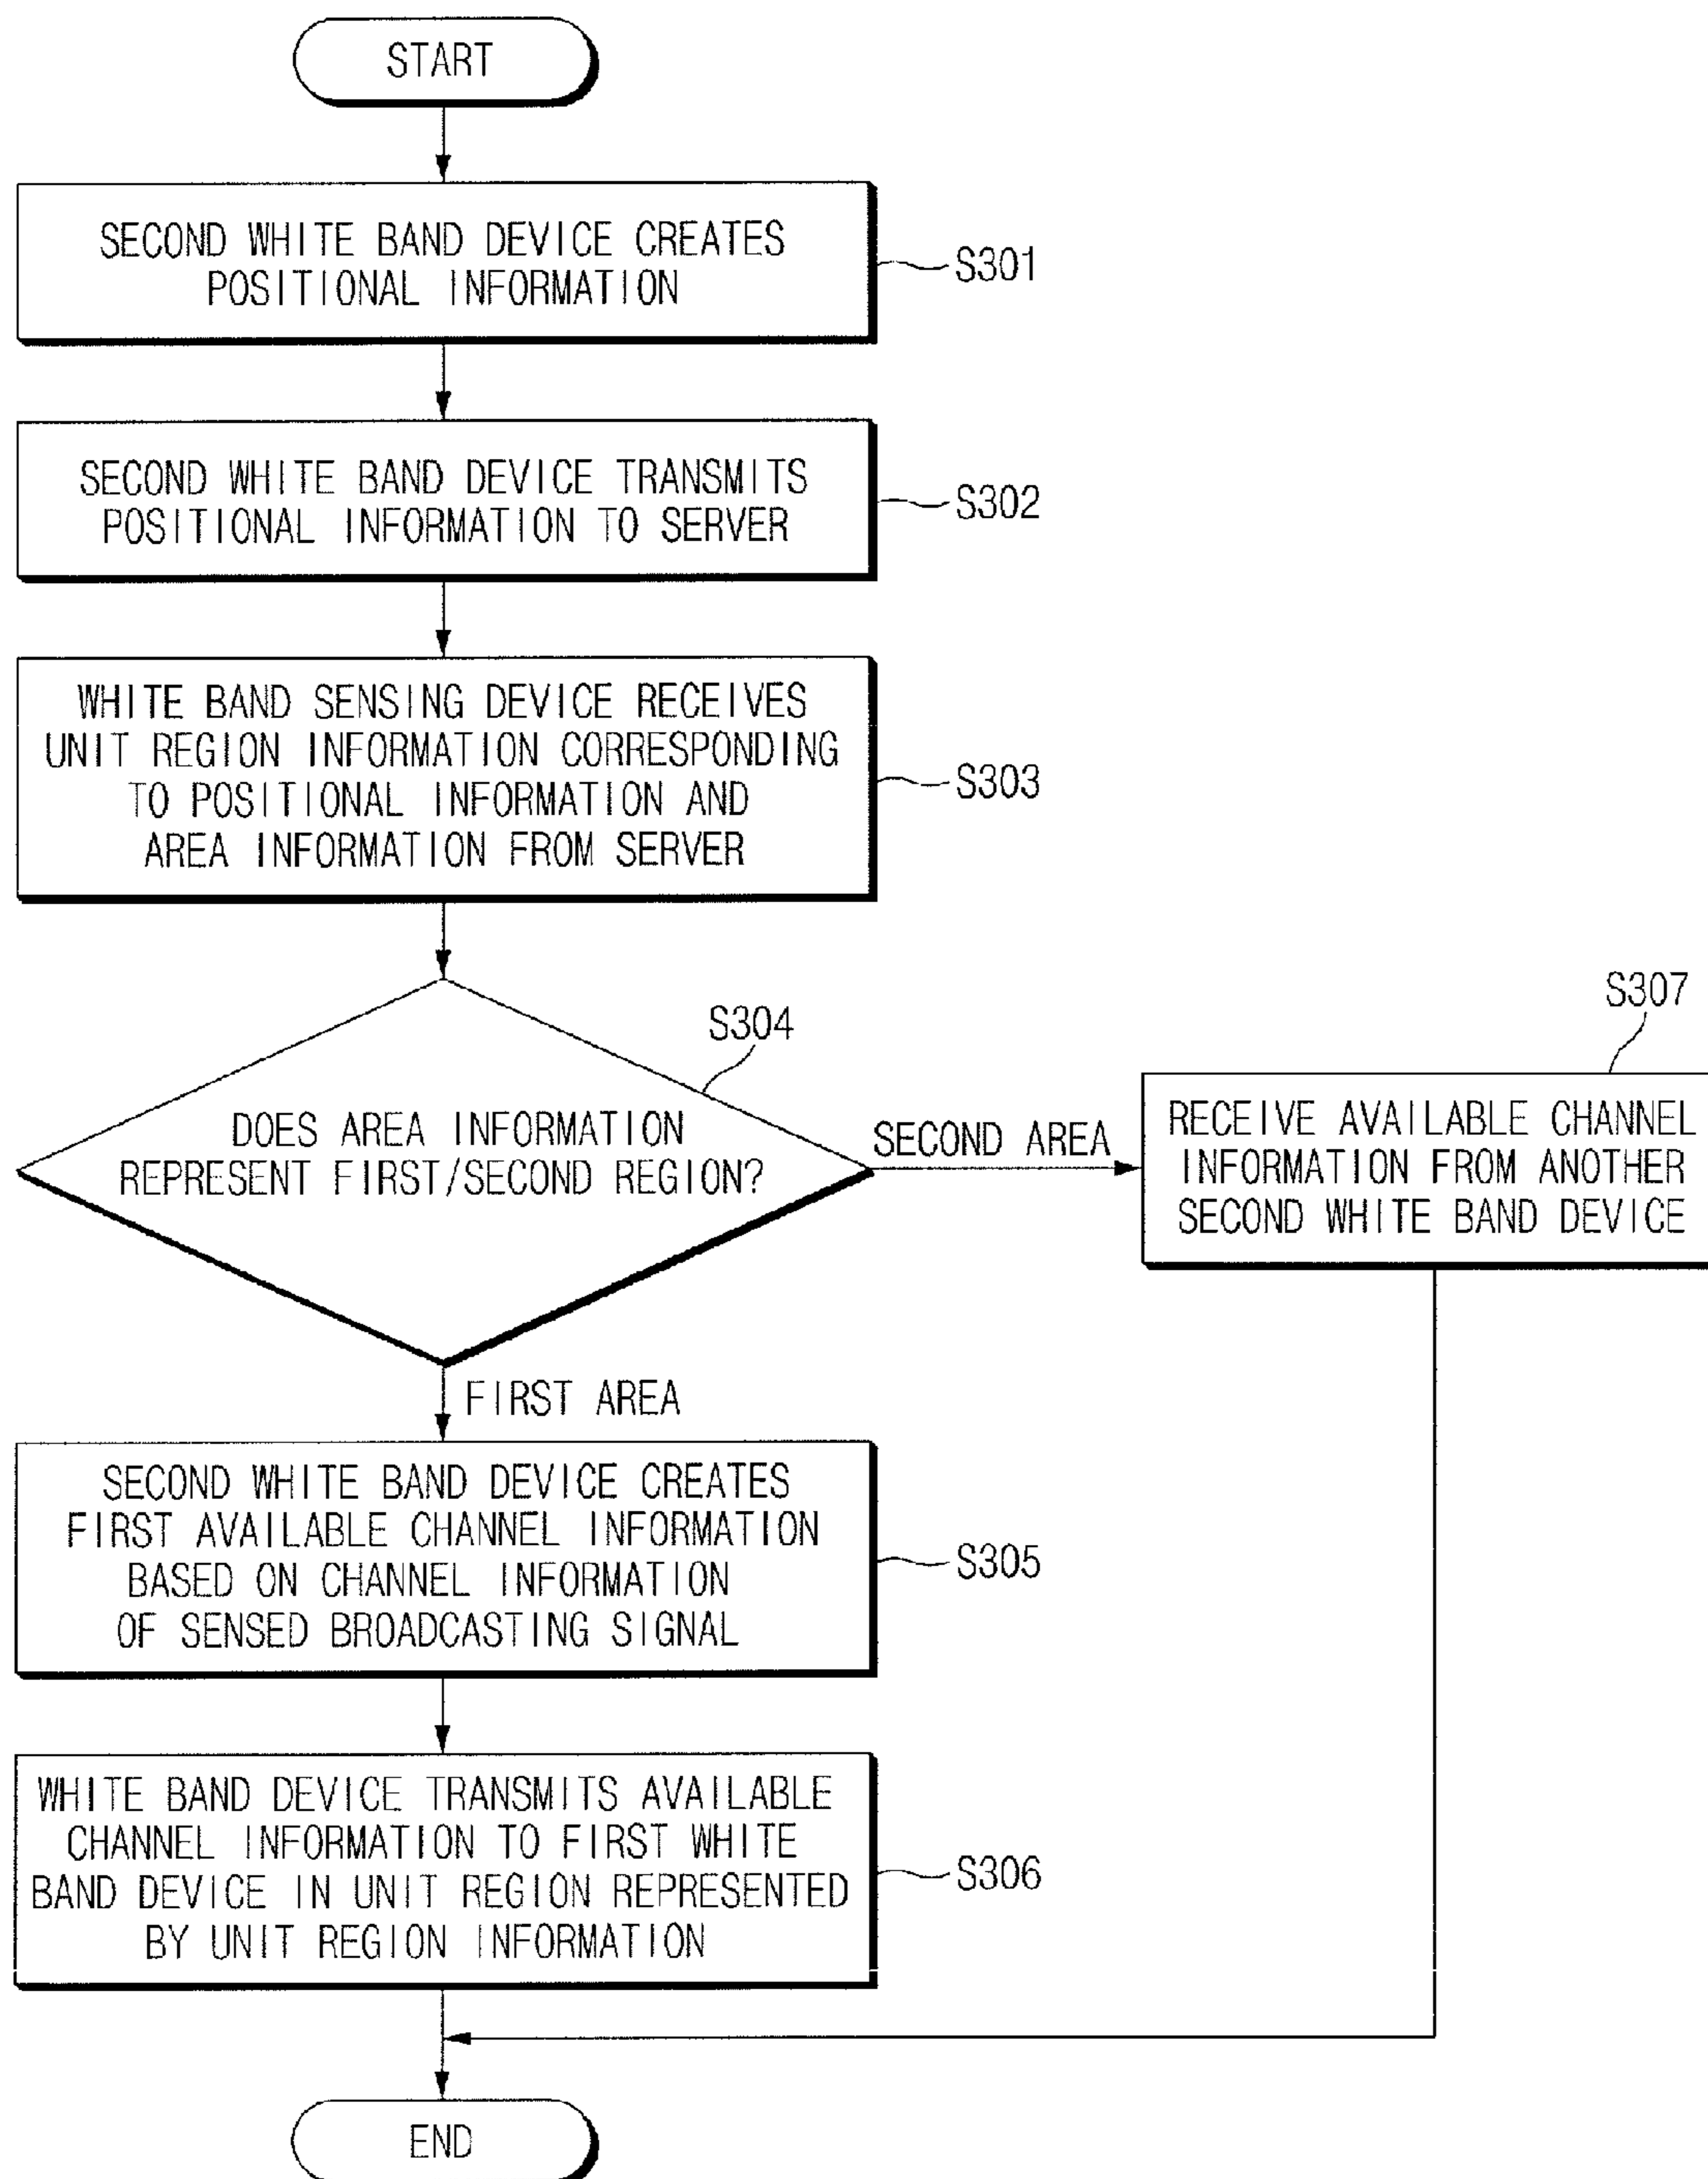 START
SECOND WHITE BAND DEVICE CREATES
POSITIONAL INFORMATION
S301
SECOND WHITE BAND DEVICE TRANSMITS
POSITIONAL INFORMATION TO SERVER
S302
WHITE BAND SENSING DEVICE RECEIVES
UNIT REGION INFORMATION CORRESPONDING
TO POSITIONAL INFORMATION AND
AREA INFORMATION FROM SERVER
S303
S304
DOES AREA INFORMATION
REPRESENT FIRST/SECOND REGION?
SECOND AREA
S307
RECEIVE AVAILABLE CHANNEL
INFORMATION FROM ANOTHER
SECOND WHITE BAND DEVICE
FIRST AREA
SECOND WHITE BAND DEVICE CREATES
FIRST AVAILABLE CHANNEL INFORMATION
BASED ON CHANNEL INFORMATION
OF SENSED BROADCASTING SIGNAL
S305
WHITE BAND DEVICE TRANSMITS AVAILABLE
CHANNEL INFORMATION TO FIRST WHITE
BAND DEVICE IN UNIT REGION REPRESENTED
BY UNIT REGION INFORMATION
S306
END